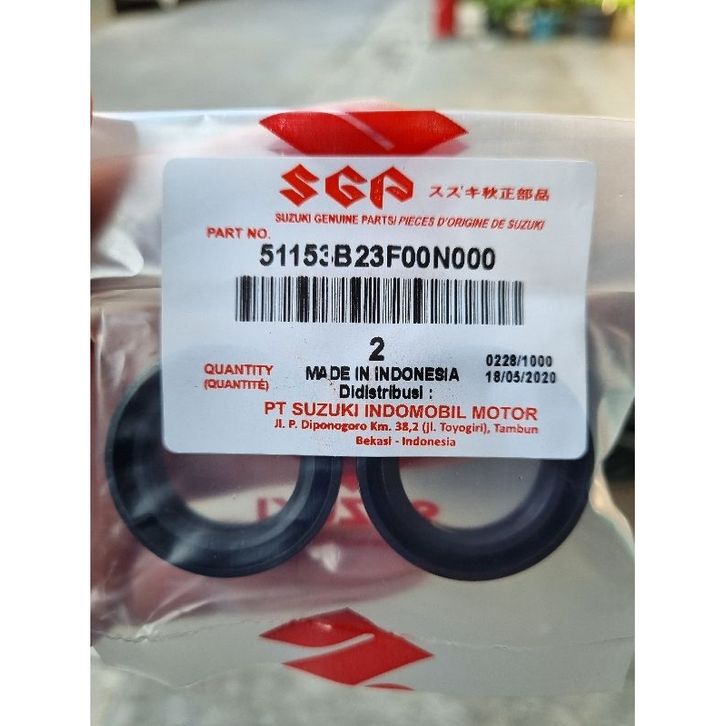 SGP スズキ秋正部品
SUZUKI GENUINE PARTS/ PIECES D'ORIGINE DE SUZUKI
PART NO.
51153B23F00N000
2
QUANTITY
(QUANTITÉ)
MADE IN INDONESIA
0228/1000
18/05/2020
Didistribusi :
PT SUZUKI INDOMOBIL MOTOR
Jl. P. Diponogoro Km. 38,2 (Jl. Toyogiri), Tambun
Bekasi - Indonesia
SUZUKI